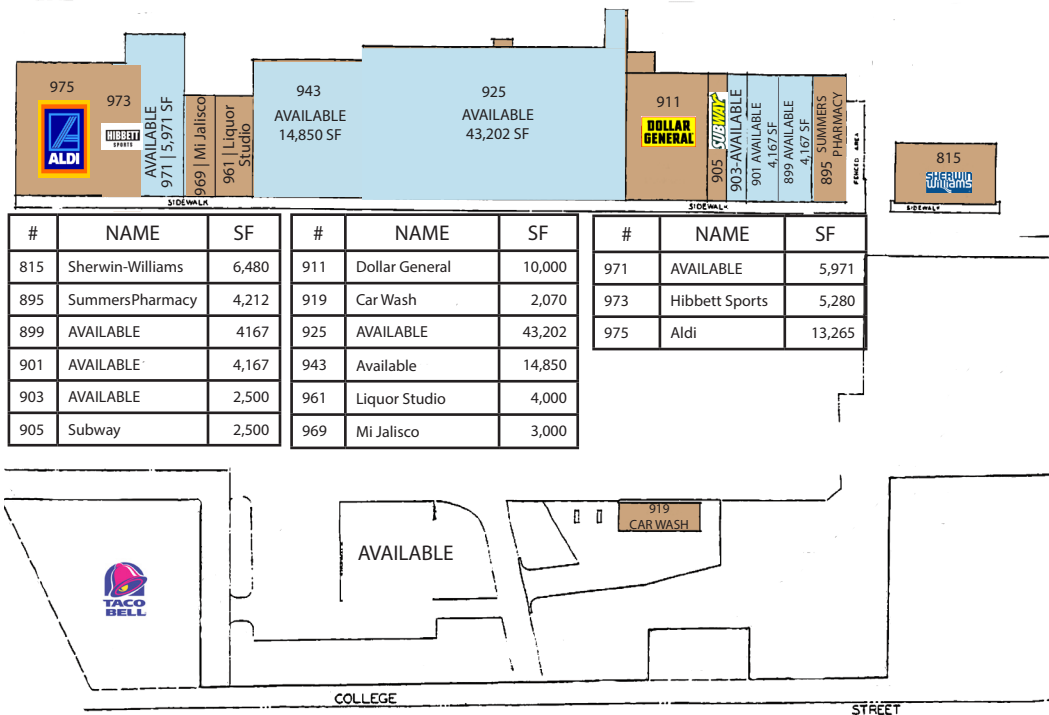 975
ALDI
973
HIBBETT
SPORTS
AVAILABLE
971 | 5,971 SF
969 | Mi Jalisco
961 | Liquor
Studio
943
AVAILABLE
14,850 SF
925
AVAILABLE
43,202 SF
911
DOLLAR
GENERAL
SUBWAY
905
903-AVAILABLE
901 AVAILABLE
4,167 SF
899 AVAILABLE
4,167 SF
895 SUMMERS
PHARMACY
FENCED AREA
815
SHERWIN
WILLIAMS
SIDEWALK
SIDEWALK
SIDEWALK
# NAME SF
815 Sherwin-Williams 6,480
895 SummersPharmacy 4,212
899 AVAILABLE 4167
901 AVAILABLE 4,167
903 AVAILABLE 2,500
905 Subway 2,500
# NAME SF
911 Dollar General 10,000
919 Car Wash 2,070
925 AVAILABLE 43,202
943 Available 14,850
961 Liquor Studio 4,000
969 Mi Jalisco 3,000
# NAME SF
971 AVAILABLE 5,971
973 Hibbett Sports 5,280
975 Aldi 13,265
919
CAR WASH
AVAILABLE
TACO
BELL
COLLEGE
STREET